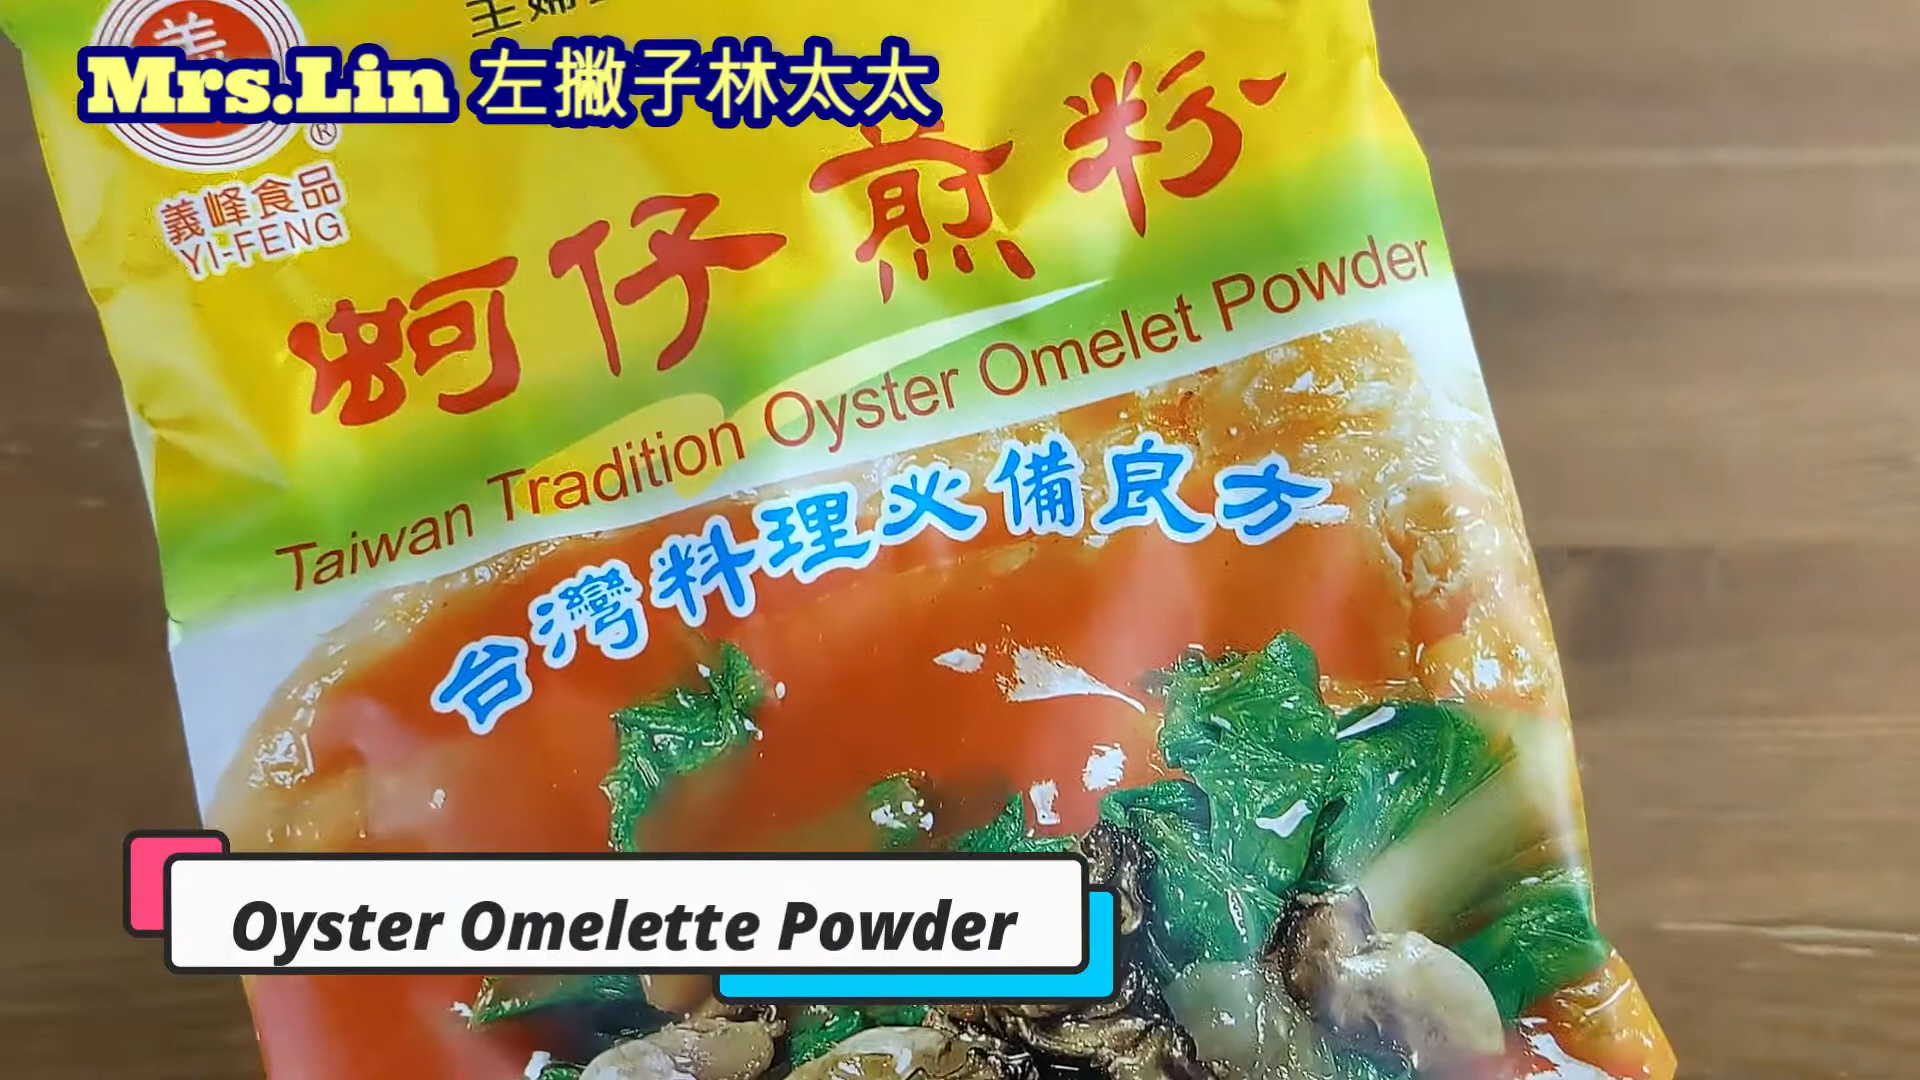 Mrs.Lin 左撇子林太太
義峰食品
YI-FENG
®
蚵仔煎粉
Taiwan Tradition Oyster Omelet Powder
台灣料理必備良方
Oyster Omelette Powder